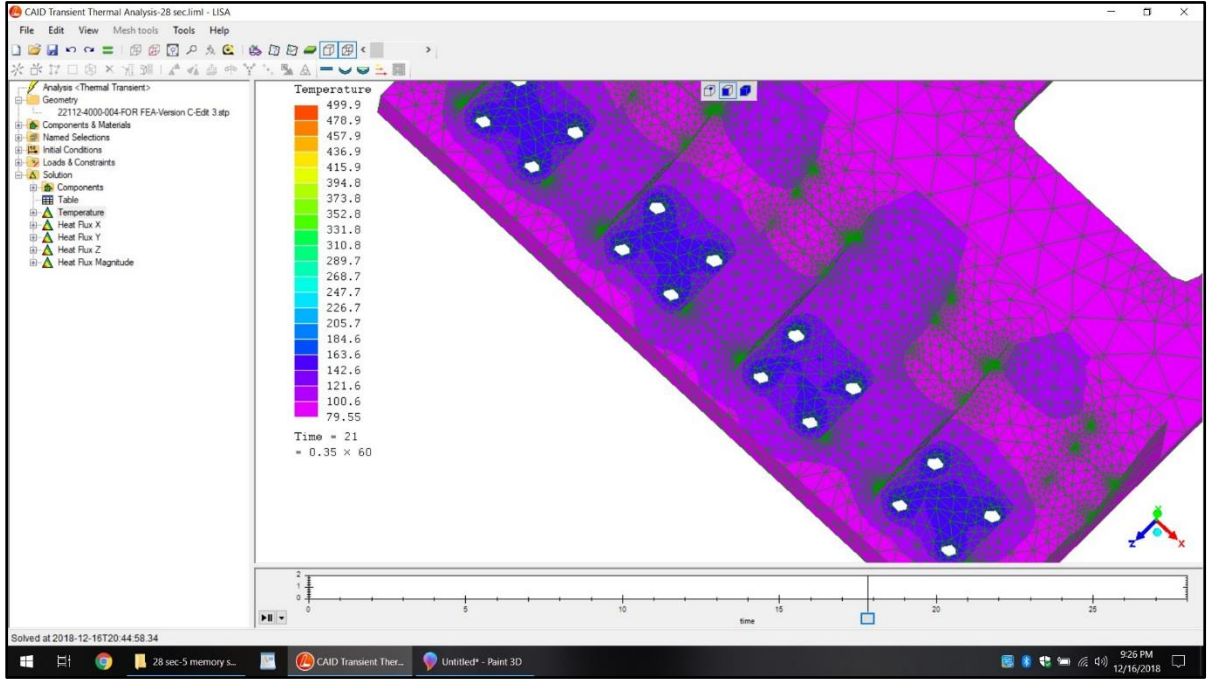 CAID Transient Thermal Analysis-28 sec.liml - LISA
File Edit View Mesh tools Tools Help
Analysis <Thermal Transient>
Geometry
22112-4000-004-FOR FEA-Version C-Edit 3.stp
Components & Materials
Named Selections
Initial Conditions
Loads & Constraints
Solution
Components
Table
Temperature
Heat Flux X
Heat Flux Y
Heat Flux Z
Heat Flux Magnitude
Temperature
499.9
478.9
457.9
436.9
415.9
394.8
373.8
352.8
331.8
310.8
289.7
268.7
247.7
226.7
205.7
184.6
163.6
142.6
121.6
100.6
79.55
Time = 21
= 0.35 × 60
Y
Z
X
2
1
0
0 5 10 15 20 25
time
Solved at 2018-12-16T20:44:58.34
28 sec-5 memory s...
CAID Transient Ther...
Untitled* - Paint 3D
9:26 PM
12/16/2018